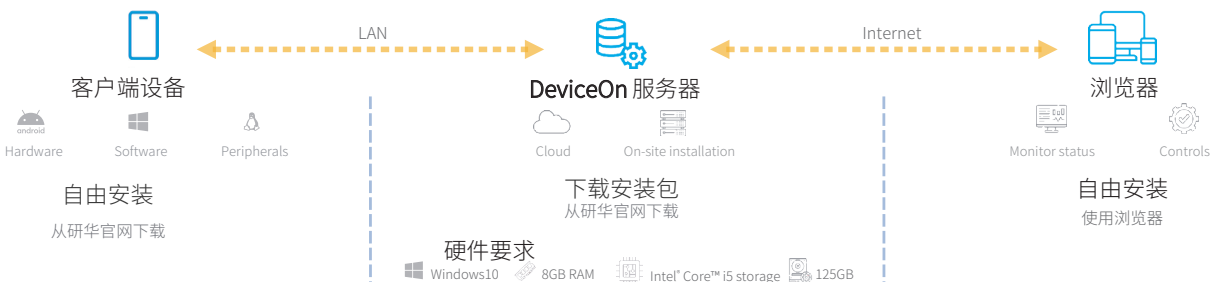 LAN
Internet
客户端设备
DeviceOn 服务器
浏览器
android
Hardware
Software
Peripherals
Cloud
On-site installation
Monitor status
Controls
自由安装
从研华官网下载
下载安装包
从研华官网下载
自由安装
使用浏览器
硬件要求
Windows10
8GB RAM
Intel® Core™ i5 storage
125GB